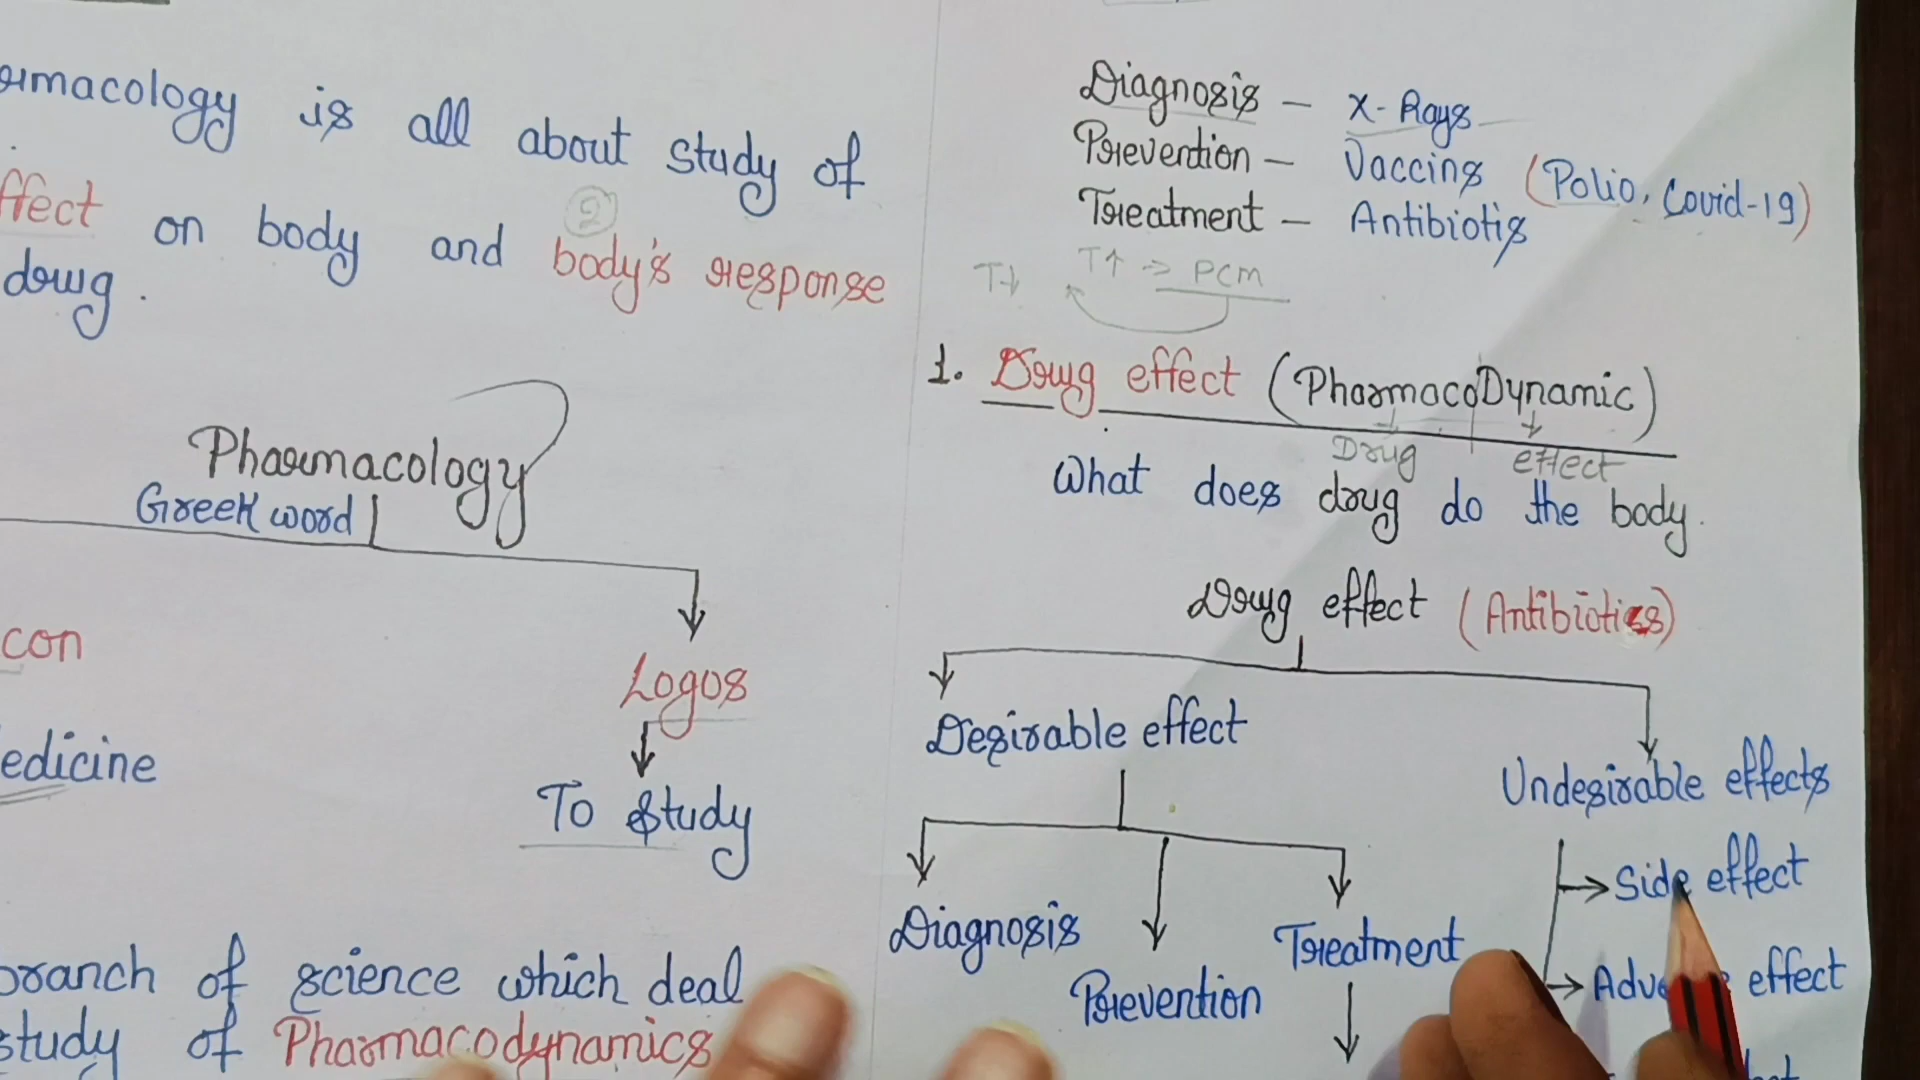 armacology is all about study of
ffect on body and body's response
2
drug.
Pharmacology
Greek word
con
Logos
edicine
To study
branch of science which deal
study of Pharmacodynamics
Diagnosis - X-Rays
Prevention - Vaccins (Polio, Covid-19)
Treatment - Antibiotis
T↓ T↑ => PCM
1. Drug effect (PharmacoDynamic)
Drug effect
What does drug do the body.
Drug effect (Antibiotics)
Desirable effect
Undesirable effects
Side effect
Diagnosis
Prevention
Treatment
effect